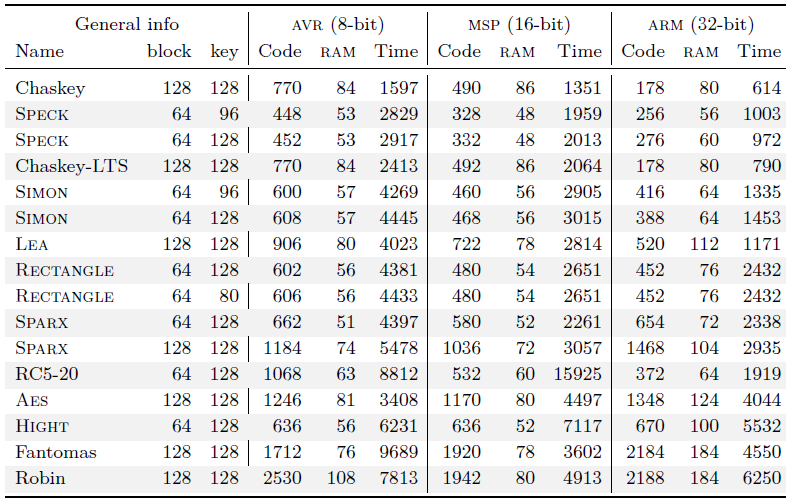 General info AVR (8-bit) MSP (16-bit) ARM (32-bit)
Name block key Code RAM Time Code RAM Time Code RAM Time
Chaskey 128 128 770 84 1597 490 86 1351 178 80 614
SPECK 64 96 448 53 2829 328 48 1959 256 56 1003
SPECK 64 128 452 53 2917 332 48 2013 276 60 972
Chaskey-LTS 128 128 770 84 2413 492 86 2064 178 80 790
SIMON 64 96 600 57 4269 460 56 2905 416 64 1335
SIMON 64 128 608 57 4445 468 56 3015 388 64 1453
LEA 128 128 906 80 4023 722 78 2814 520 112 1171
RECTANGLE 64 128 602 56 4381 480 54 2651 452 76 2432
RECTANGLE 64 80 606 56 4433 480 54 2651 452 76 2432
SPARX 64 128 662 51 4397 580 52 2261 654 72 2338
SPARX 128 128 1184 74 5478 1036 72 3057 1468 104 2935
RC5-20 64 128 1068 63 8812 532 60 15925 372 64 1919
AES 128 128 1246 81 3408 1170 80 4497 1348 124 4044
HIGHT 64 128 636 56 6231 636 52 7117 670 100 5532
Fantomas 128 128 1712 76 9689 1920 78 3602 2184 184 4550
Robin 128 128 2530 108 7813 1942 80 4913 2188 184 6250